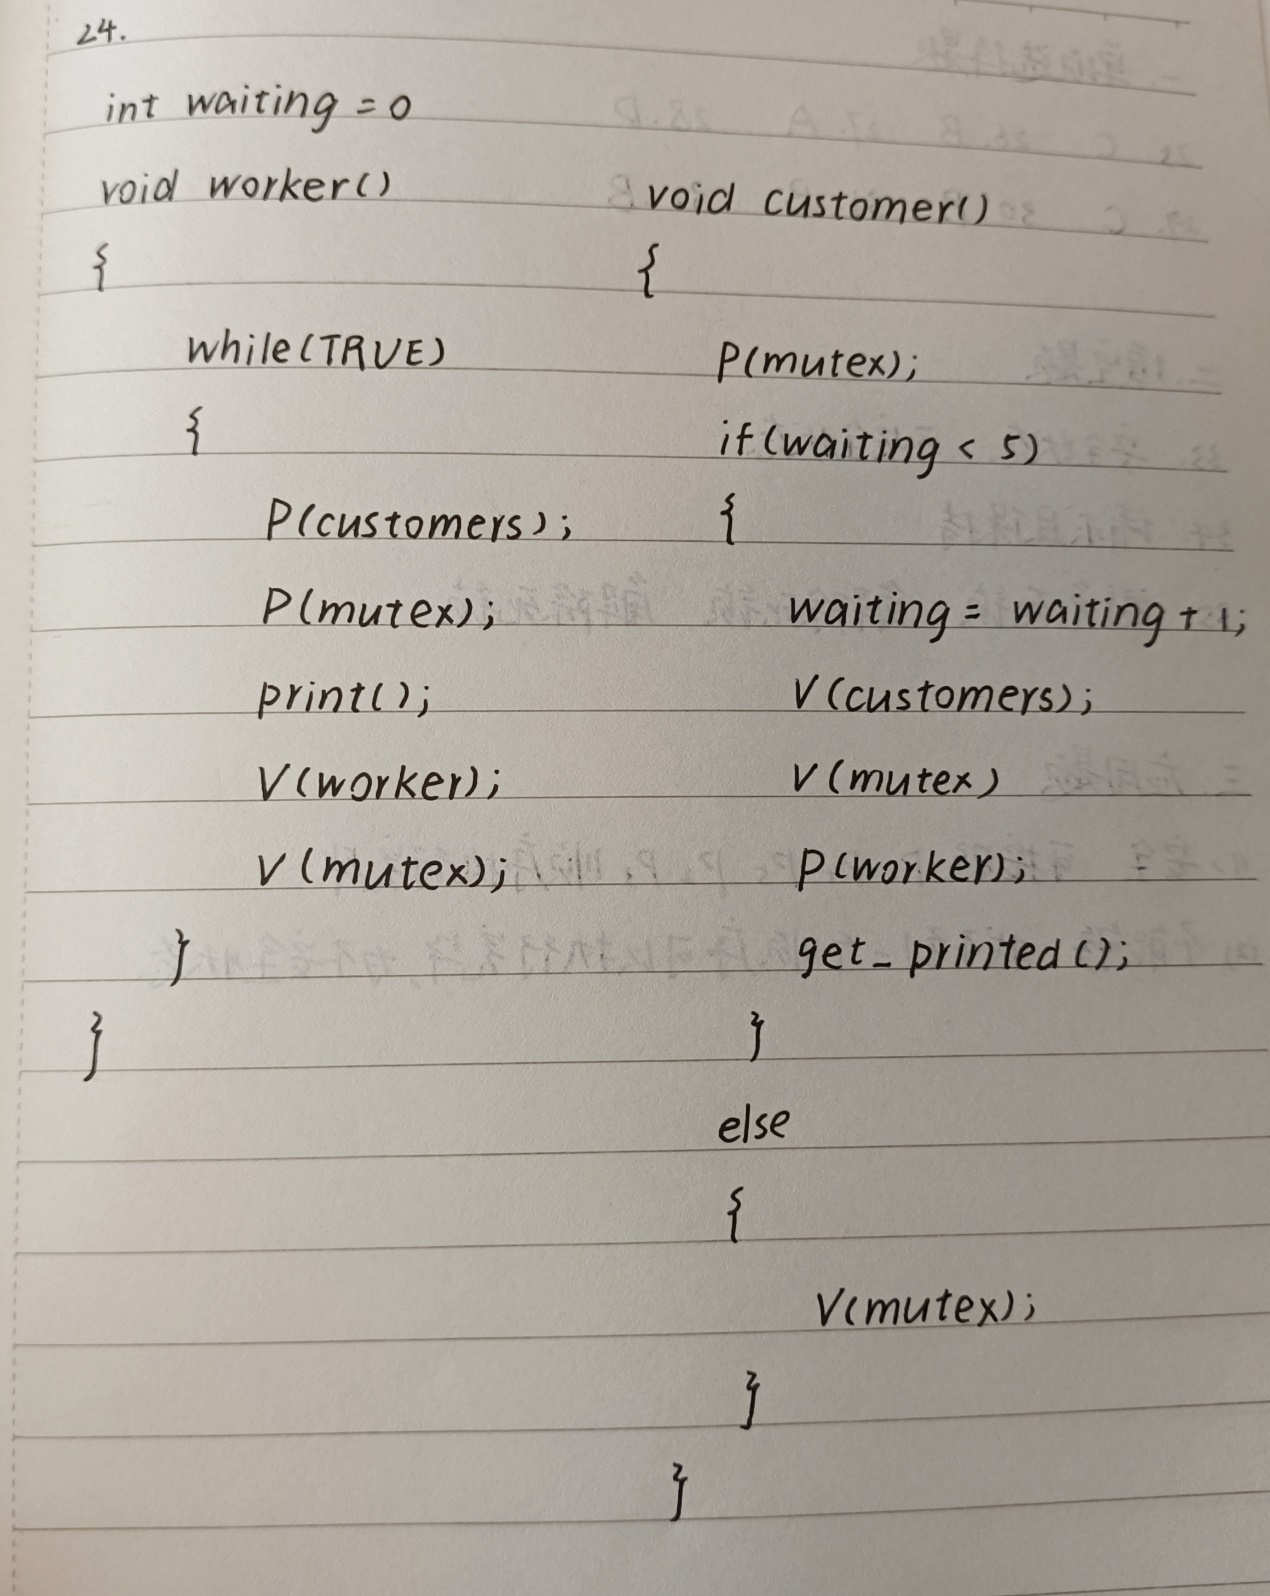 24.
int waiting = 0
void worker()
{
while(TRUE)
{
P(customers);
P(mutex);
print();
V(worker);
V(mutex);
}
}
void customer()
{
P(mutex);
if(waiting < 5)
{
waiting = waiting + 1;
V(customers);
V(mutex)
P(worker);
get_printed();
}
else
{
V(mutex);
}
}